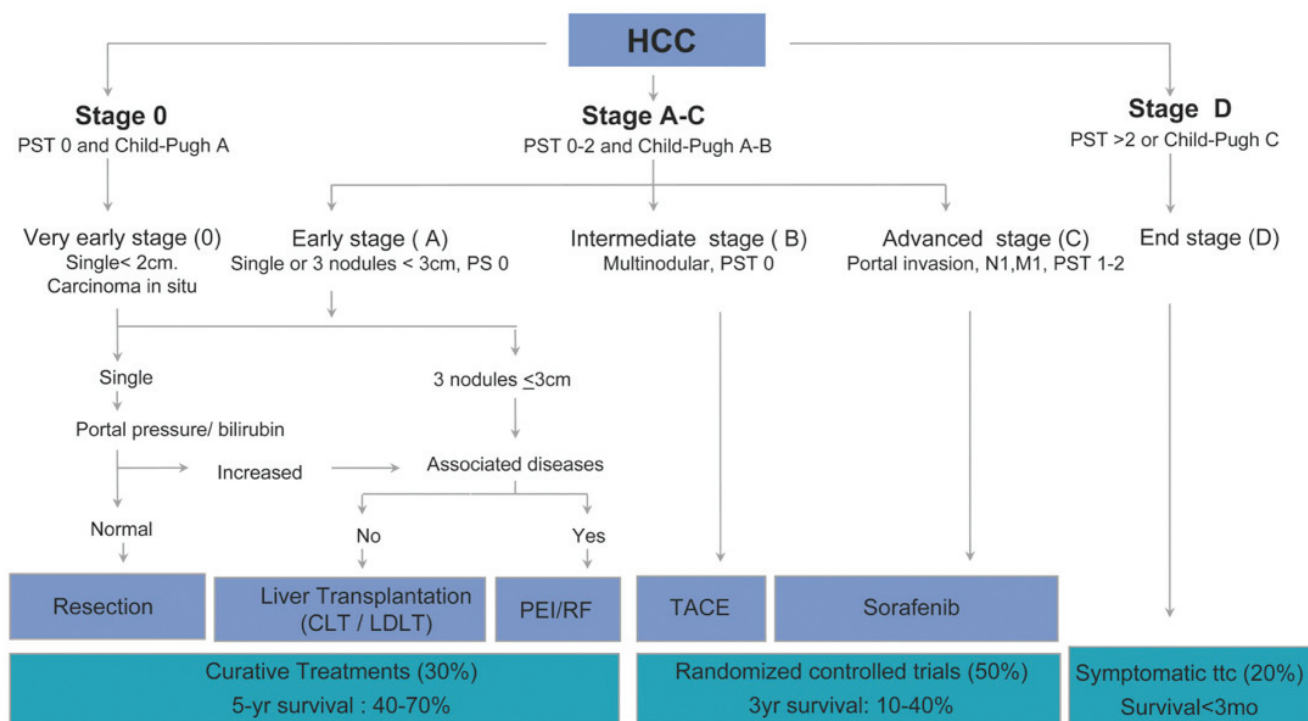 HCC
Stage 0
PST 0 and Child-Pugh A
Stage A-C
PST 0-2 and Child-Pugh A-B
Stage D
PST >2 or Child-Pugh C
Very early stage (0)
Single< 2cm.
Carcinoma in situ
Early stage ( A)
Single or 3 nodules < 3cm, PS 0
Intermediate stage ( B)
Multinodular, PST 0
Advanced stage (C)
Portal invasion, N1,M1, PST 1-2
End stage (D)
Single
3 nodules ≤3cm
Portal pressure/ bilirubin
Increased
Associated diseases
Normal
No
Yes
Resection
Liver Transplantation
(CLT / LDLT)
PEI/RF
TACE
Sorafenib
Curative Treatments (30%)
5-yr survival : 40-70%
Randomized controlled trials (50%)
3yr survival: 10-40%
Symptomatic ttc (20%)
Survival<3mo